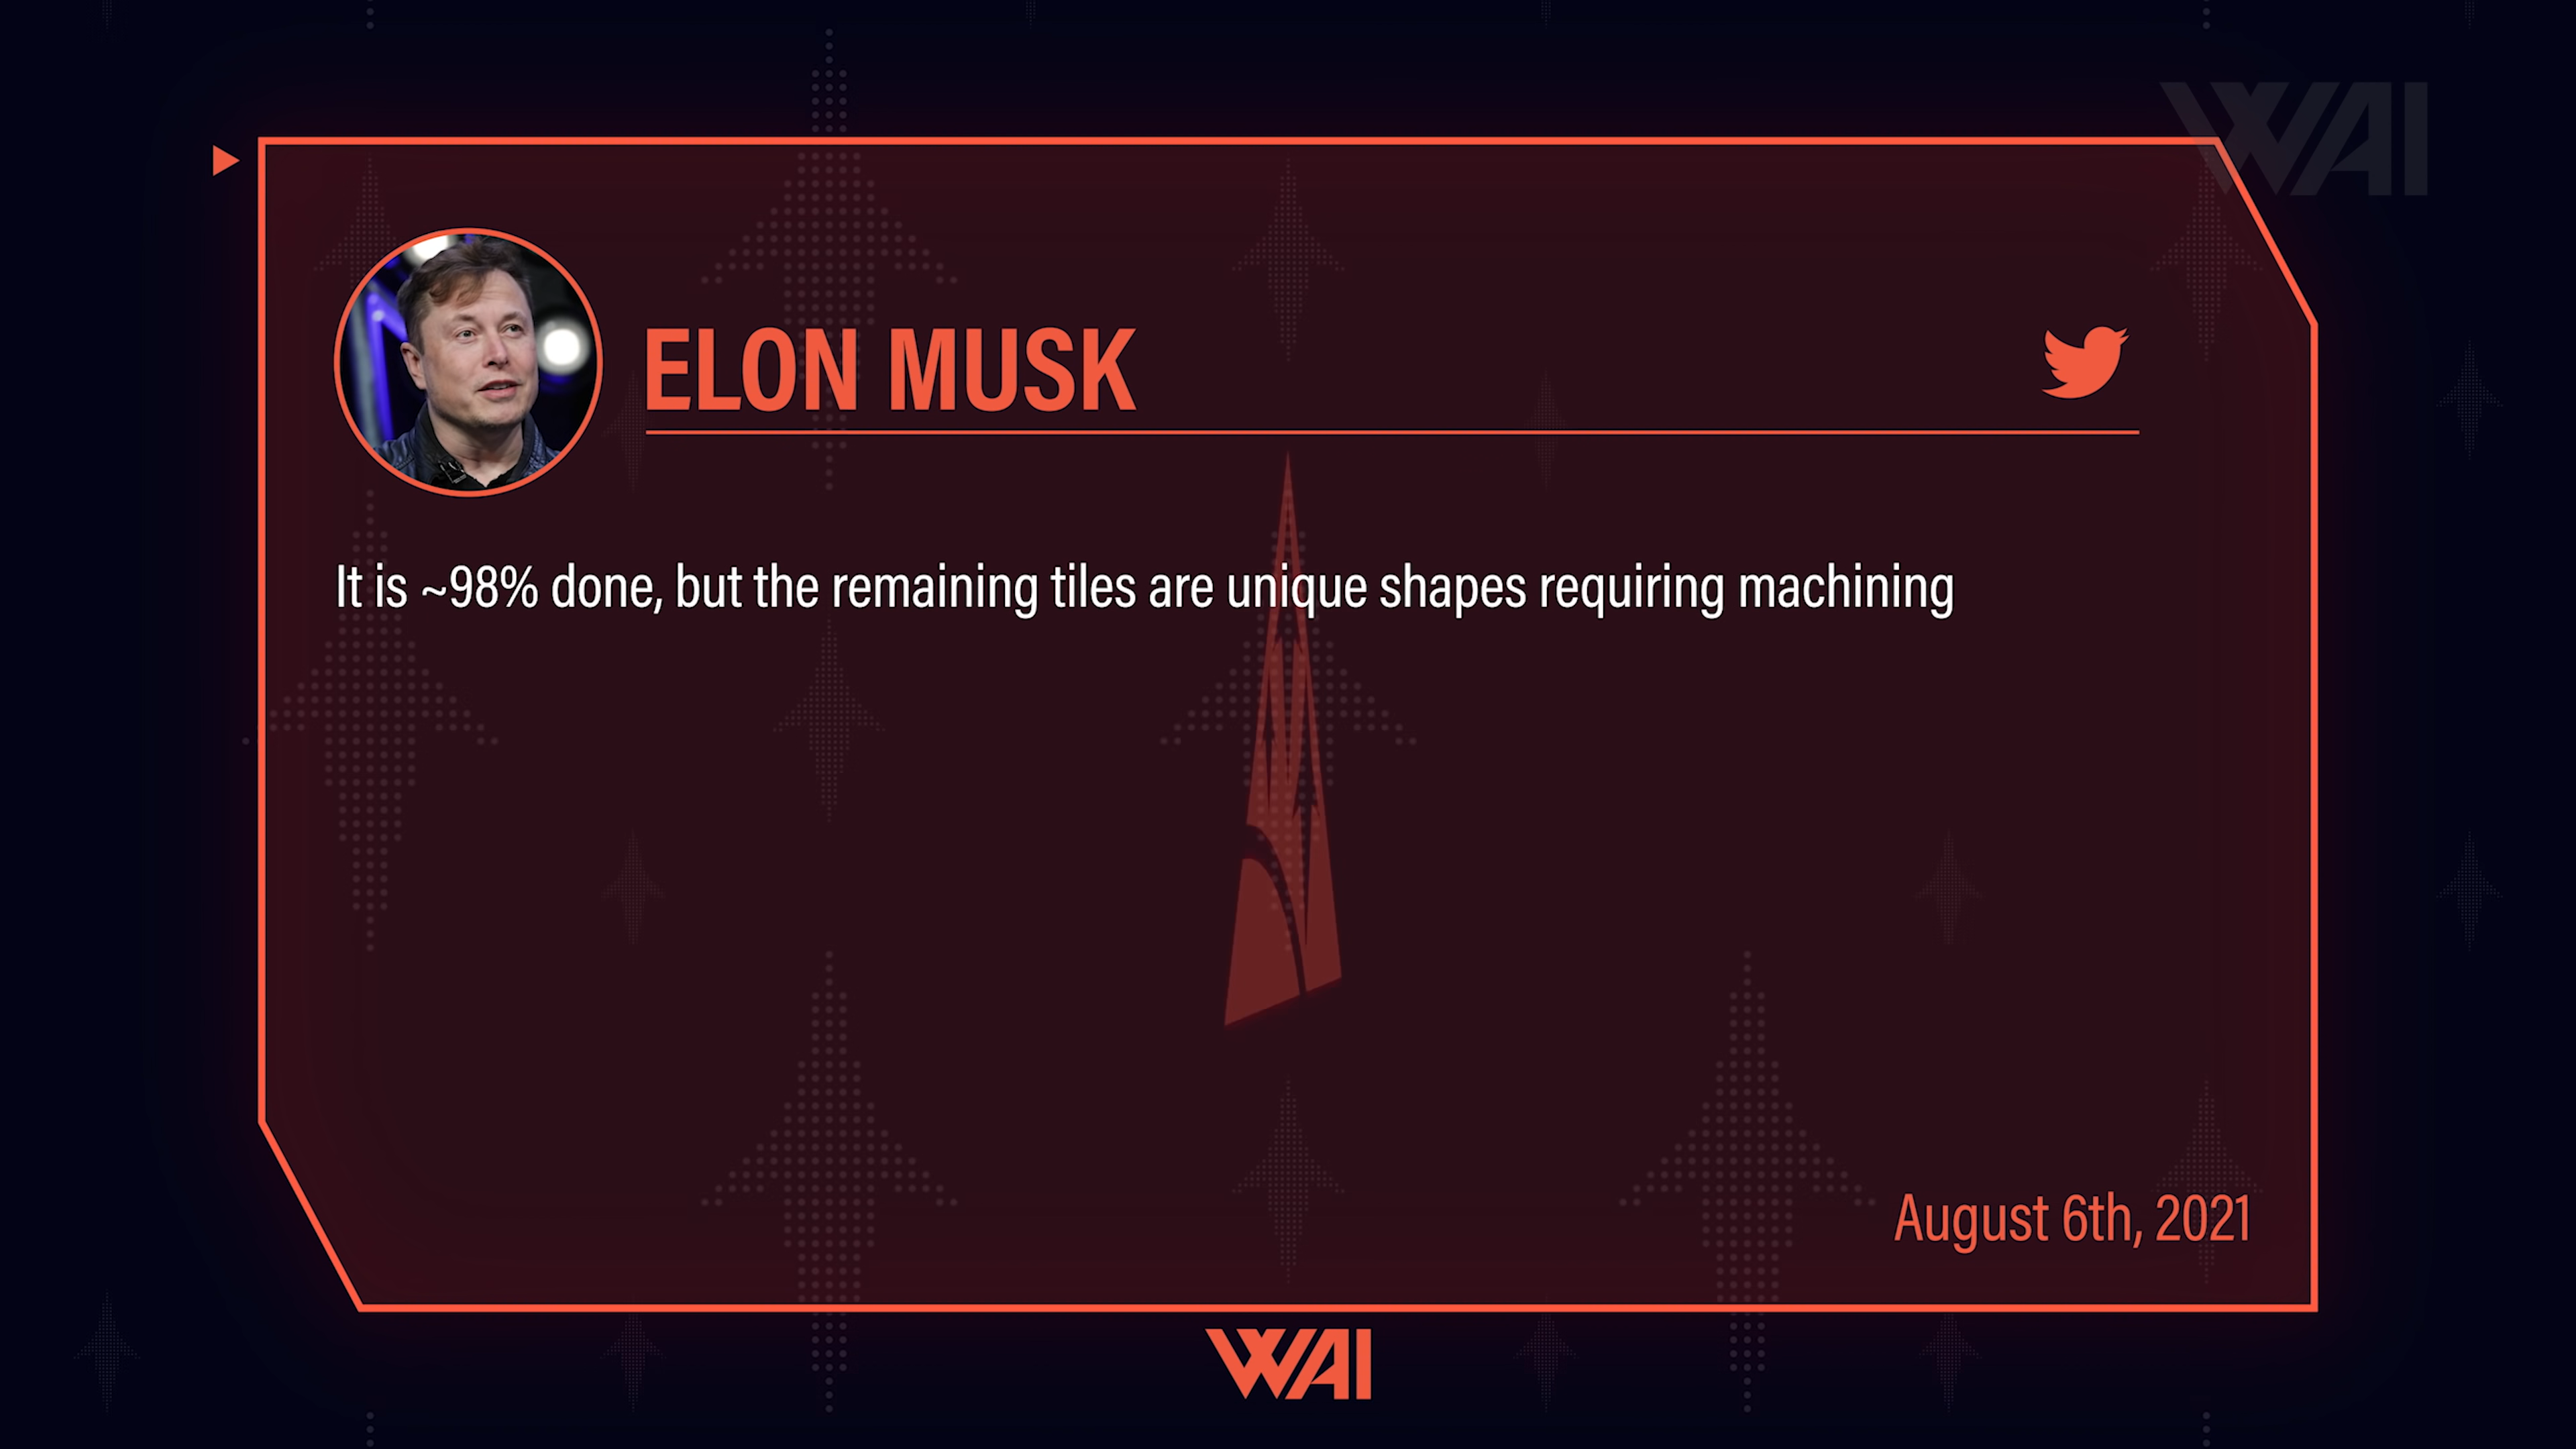 WAI
ELON MUSK
It is ~98% done, but the remaining tiles are unique shapes requiring machining
August 6th, 2021
WAI